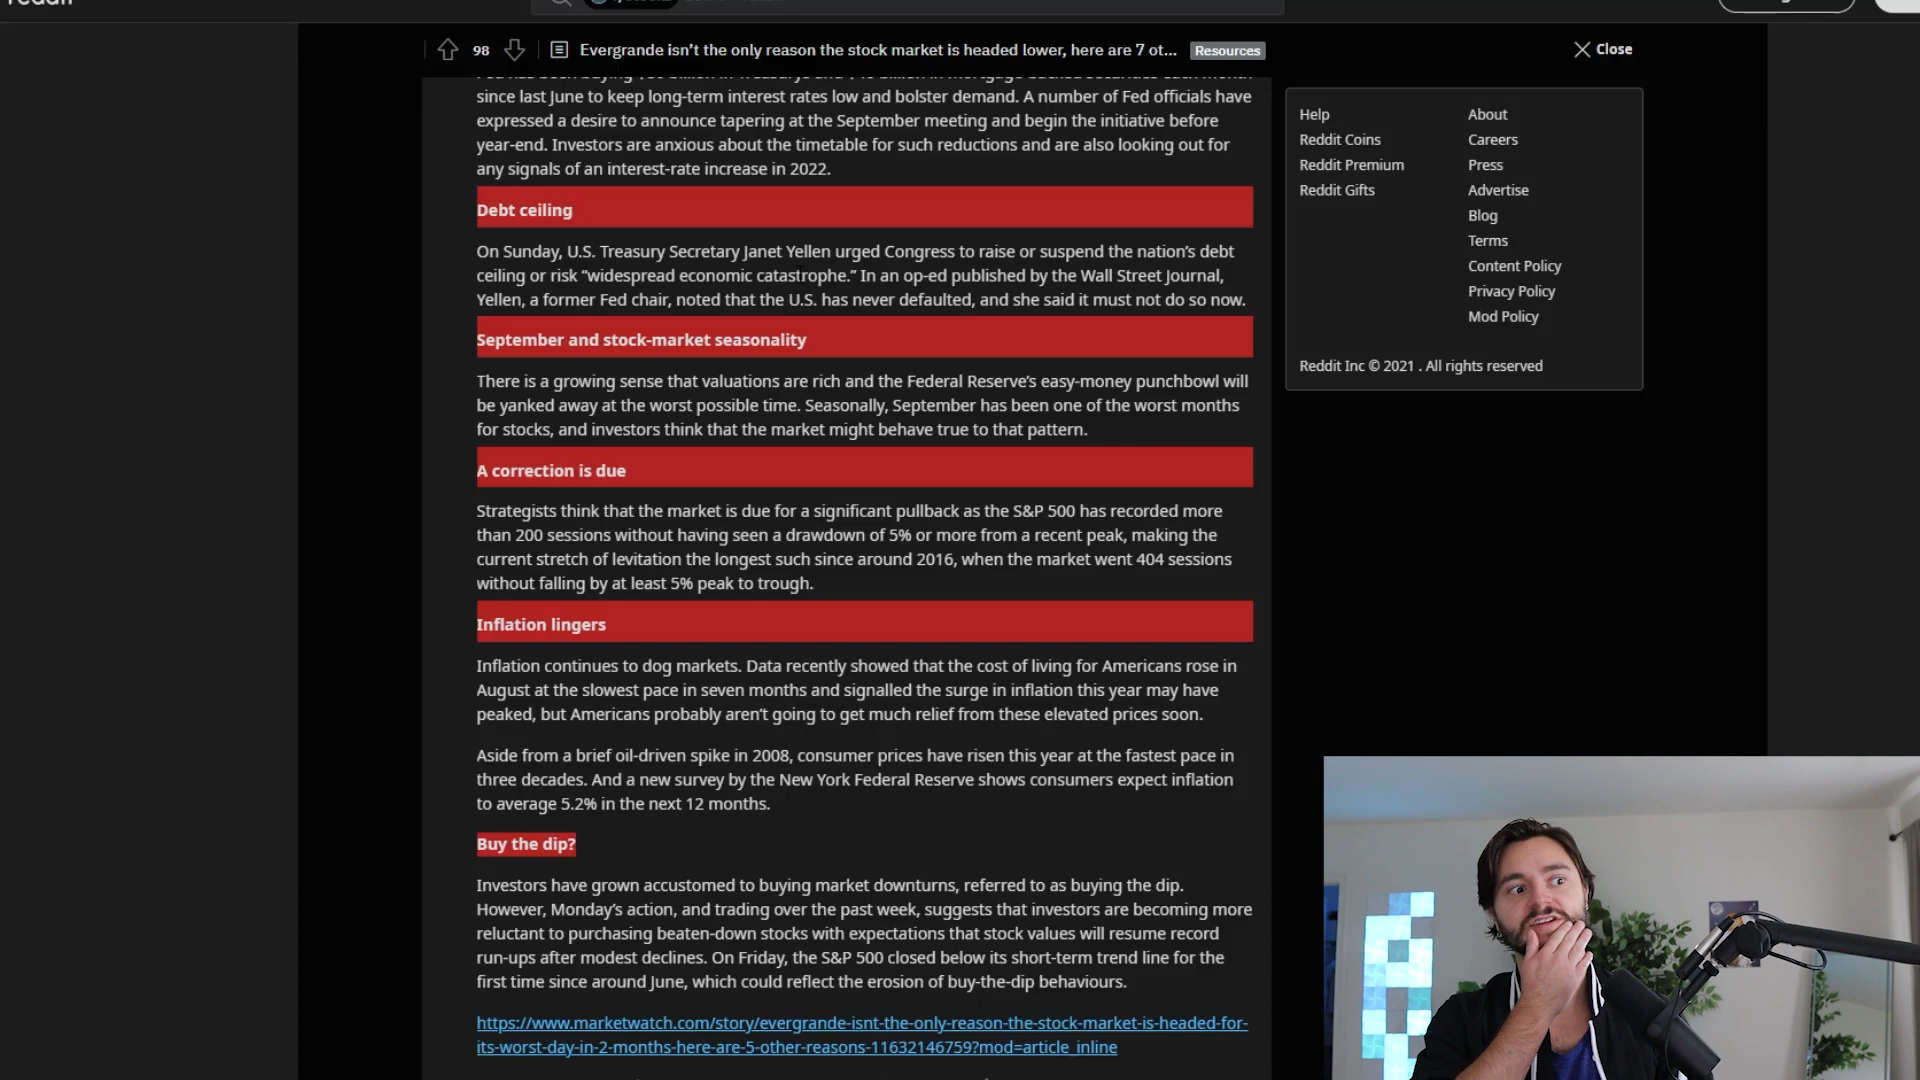 reddit
98
Evergrande isn’t the only reason the stock market is headed lower, here are 7 ot...
Resources
Close
since last June to keep long-term interest rates low and bolster demand. A number of Fed officials have
expressed a desire to announce tapering at the September meeting and begin the initiative before
year-end. Investors are anxious about the timetable for such reductions and are also looking out for
any signals of an interest-rate increase in 2022.
Debt ceiling
On Sunday, U.S. Treasury Secretary Janet Yellen urged Congress to raise or suspend the nation’s debt
ceiling or risk “widespread economic catastrophe.” In an op-ed published by the Wall Street Journal,
Yellen, a former Fed chair, noted that the U.S. has never defaulted, and she said it must not do so now.
September and stock-market seasonality
There is a growing sense that valuations are rich and the Federal Reserve’s easy-money punchbowl will
be yanked away at the worst possible time. Seasonally, September has been one of the worst months
for stocks, and investors think that the market might behave true to that pattern.
A correction is due
Strategists think that the market is due for a significant pullback as the S&P 500 has recorded more
than 200 sessions without having seen a drawdown of 5% or more from a recent peak, making the
current stretch of levitation the longest such since around 2016, when the market went 404 sessions
without falling by at least 5% peak to trough.
Inflation lingers
Inflation continues to dog markets. Data recently showed that the cost of living for Americans rose in
August at the slowest pace in seven months and signalled the surge in inflation this year may have
peaked, but Americans probably aren’t going to get much relief from these elevated prices soon.
Aside from a brief oil-driven spike in 2008, consumer prices have risen this year at the fastest pace in
three decades. And a new survey by the New York Federal Reserve shows consumers expect inflation
to average 5.2% in the next 12 months.
Buy the dip?
Investors have grown accustomed to buying market downturns, referred to as buying the dip.
However, Monday’s action, and trading over the past week, suggests that investors are becoming more
reluctant to purchasing beaten-down stocks with expectations that stock values will resume record
run-ups after modest declines. On Friday, the S&P 500 closed below its short-term trend line for the
first time since around June, which could reflect the erosion of buy-the-dip behaviours.
https://www.marketwatch.com/story/evergrande-isnt-the-only-reason-the-stock-market-is-headed-for-
its-worst-day-in-2-months-here-are-5-other-reasons-11632146759?mod=article_inline
Help
Reddit Coins
Reddit Premium
Reddit Gifts
About
Careers
Press
Advertise
Blog
Terms
Content Policy
Privacy Policy
Mod Policy
Reddit Inc © 2021 . All rights reserved